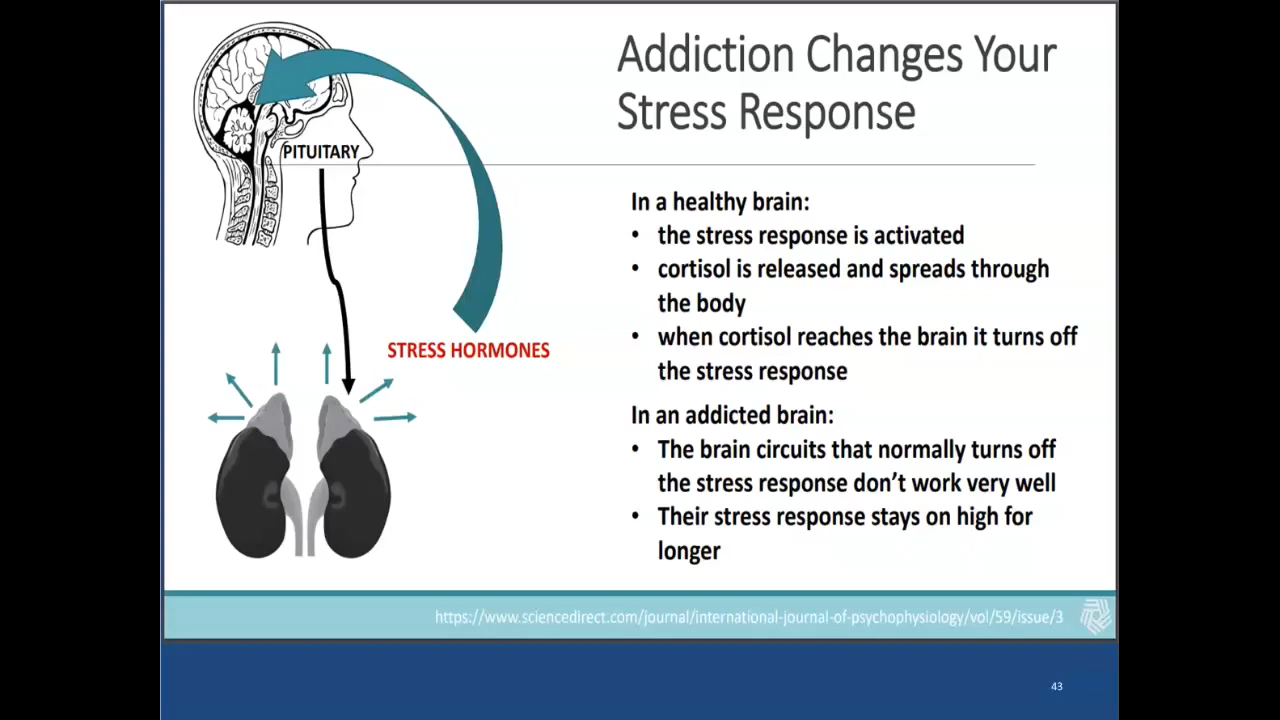 Addiction Changes Your
Stress Response
PITUITARY
STRESS HORMONES
In a healthy brain:
• the stress response is activated
• cortisol is released and spreads through
the body
• when cortisol reaches the brain it turns off
the stress response
In an addicted brain:
• The brain circuits that normally turns off
the stress response don’t work very well
• Their stress response stays on high for
longer
https://www.sciencedirect.com/journal/international-journal-of-psychophysiology/vol/59/issue/3
43